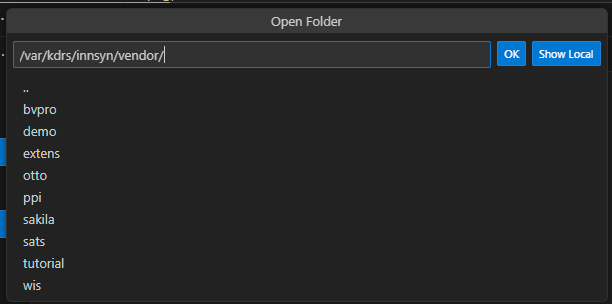 Open Folder
/var/kdrs/innsyn/vendor/
OK
Show Local
..
bvpro
demo
extens
otto
ppi
sakila
sats
tutorial
wis